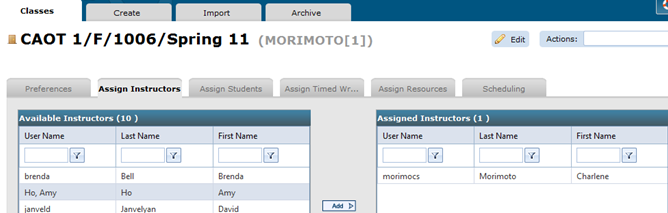 Classes Create Import Archive
CAOT 1/F/1006/Spring 11 (MORIMOTO[1]) Edit Actions:
Preferences Assign Instructors Assign Students Assign Timed Wr... Assign Resources Scheduling
Available Instructors (10 ) Assigned Instructors (1 )
User Name Last Name First Name User Name Last Name First Name
brenda Bell Brenda morimocs Morimoto Charlene
Ho, Amy Ho Amy
janveld Janvelyan David Add